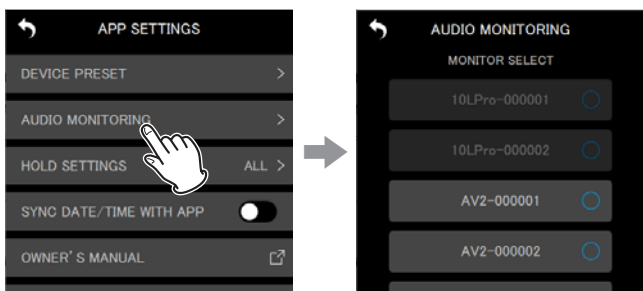 APP SETTINGS
DEVICE PRESET
AUDIO MONITORING
HOLD SETTINGS ALL
SYNC DATE/TIME WITH APP
OWNER'S MANUAL
AUDIO MONITORING
MONITOR SELECT
10LPro-000001
10LPro-000002
AV2-000001
AV2-000002